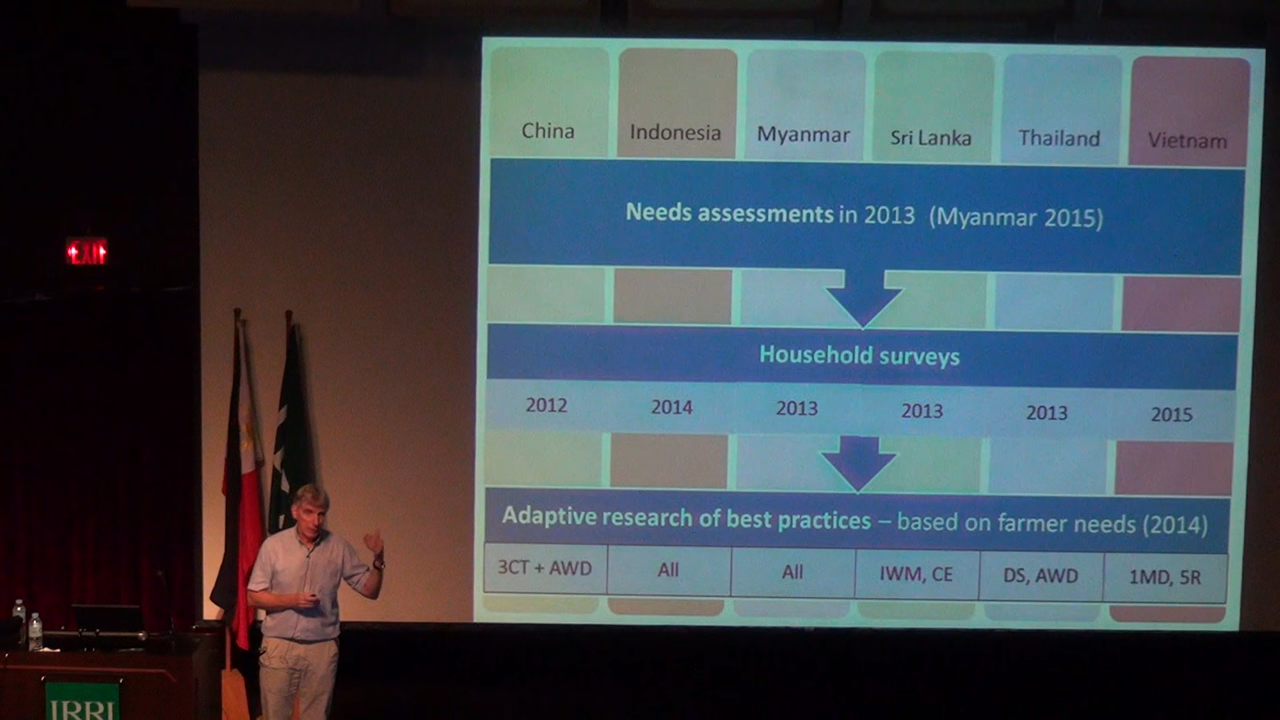 China Indonesia Myanmar Sri Lanka Thailand Vietnam
Needs assessments in 2013 (Myanmar 2015)
EXIT
Household surveys
2012 2014 2013 2013 2013 2015
Adaptive research of best practices – based on farmer needs (2014)
3CT + AWD All All IWM, CE DS, AWD 1MD, 5R
IRRI